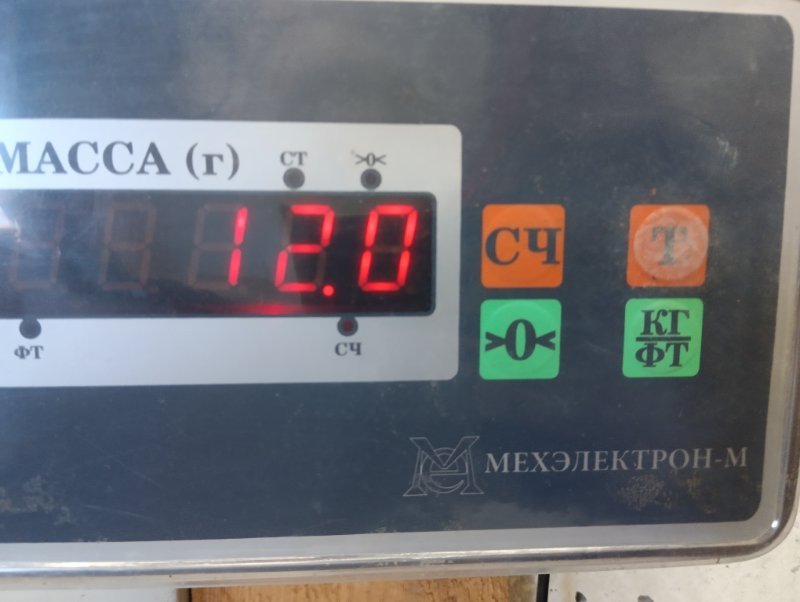 МАССА (г)
СТ
>0<
12.0
СЧ
Т
ФТ
СЧ
>0<
КГ
ФТ
МЕХЭЛЕКТРОН-М